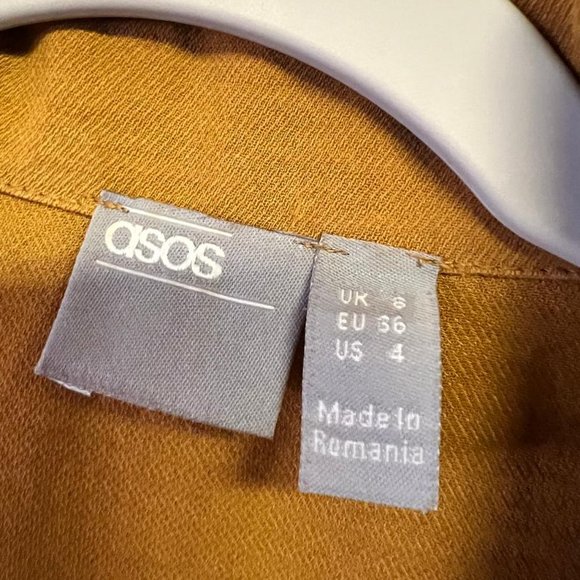 asos
UK 8
EU 36
US 4
Made In
Romania